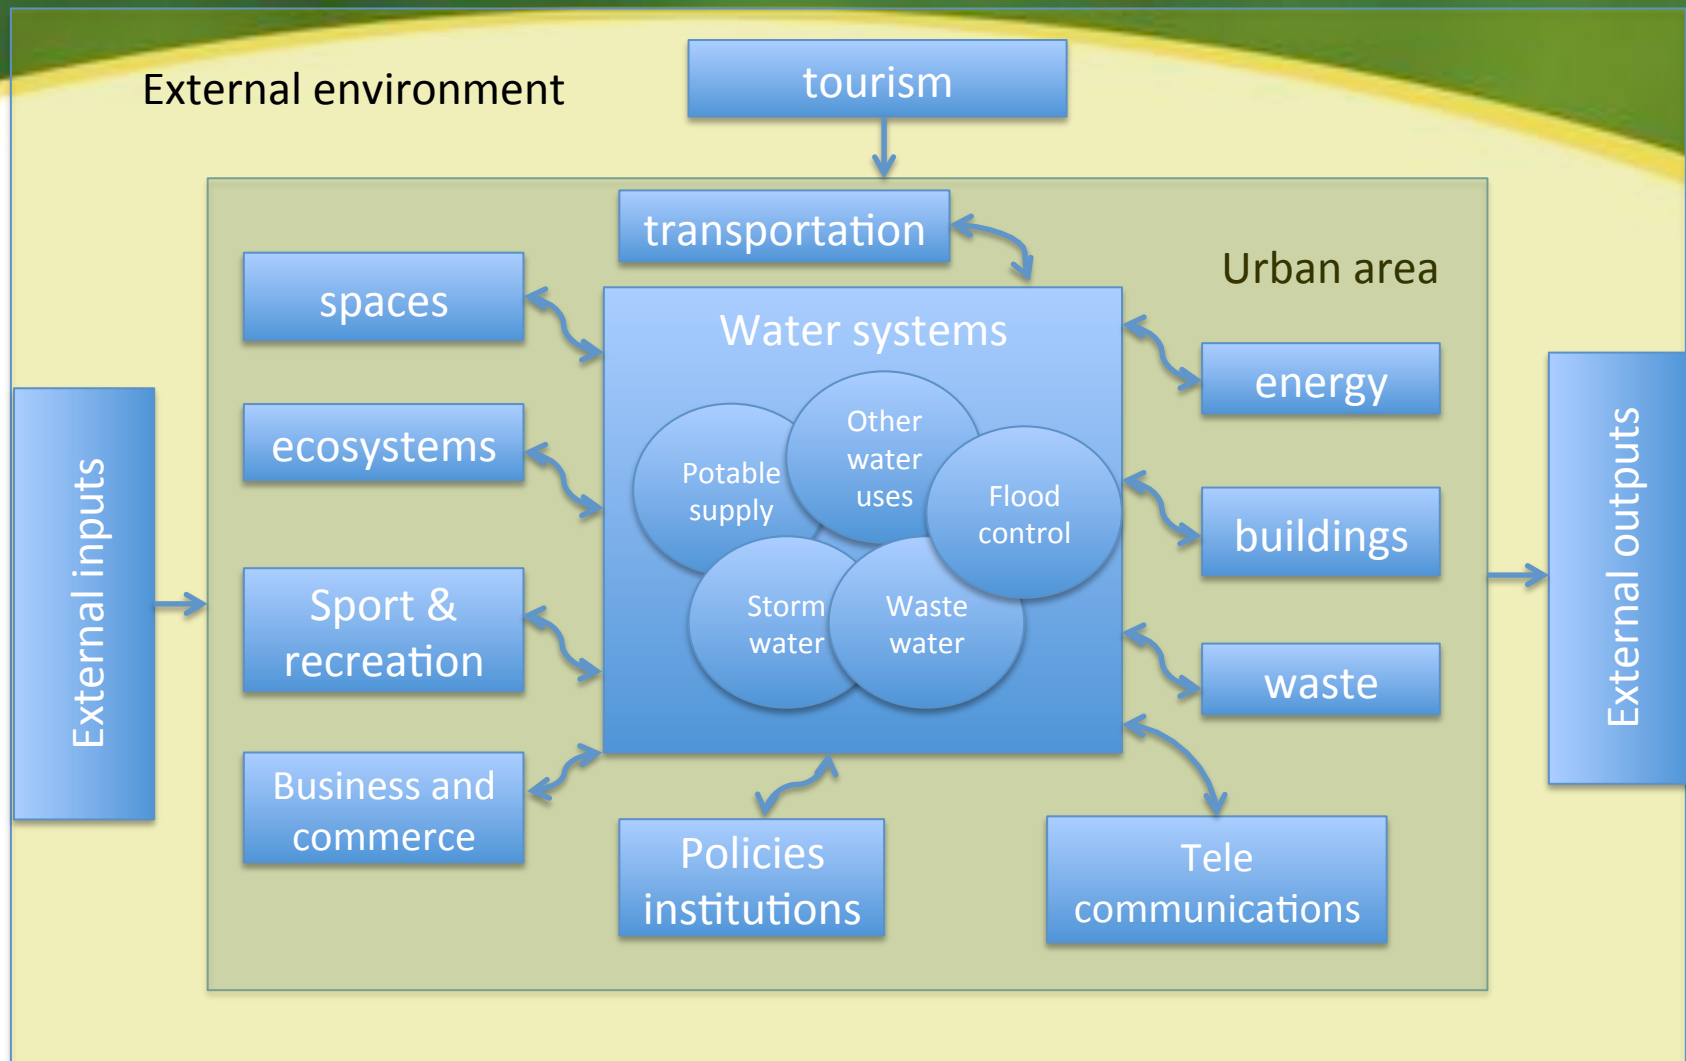 External environment
tourism
transportation
Urban area
spaces
Water systems
energy
ecosystems
Potable
supply
Other
water
uses
Flood
control
buildings
External inputs
External outputs
Sport &
recreation
Storm
water
Waste
water
waste
Business and
commerce
Policies
institutions
Tele
communications